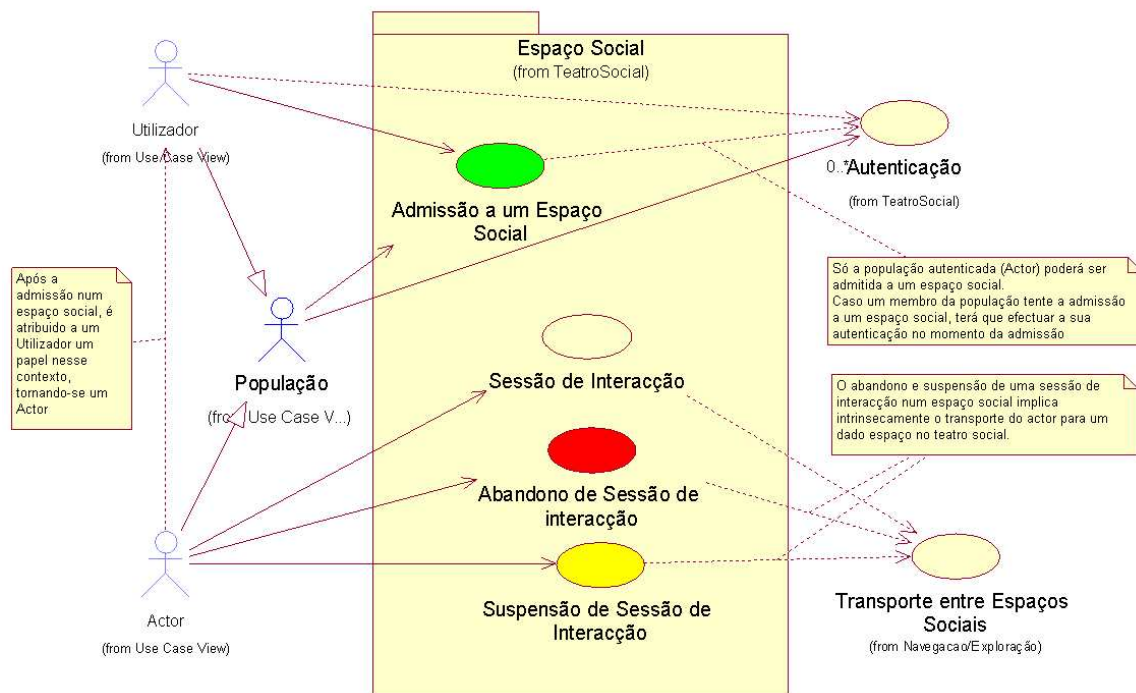 Espaço Social
(from TeatroSocial)
Utilizador
(from Use Case View)
0..*
Autenticação
(from TeatroSocial)
Admissão a um Espaço
Social
Após a
admissão num
espaço social, é
atribuido a um
Utilizador um
papel nesse
contexto,
tornando-se um
Actor
Só a população autenticada (Actor) poderá ser
admitida a um espaço social.
Caso um membro da população tente a admissão
a um espaço social, terá que efectuar a sua
autenticação no momento da admissão
População
(from Use Case V...)
Sessão de Interacção
O abandono e suspensão de uma sessão de
interacção num espaço social implica
intrinsecamente o transporte do actor para um
dado espaço no teatro social.
Abandono de Sessão de
interacção
Actor
(from Use Case View)
Suspensão de Sessão de
Interacção
Transporte entre Espaços
Sociais
(from Navegacao/Exploração)